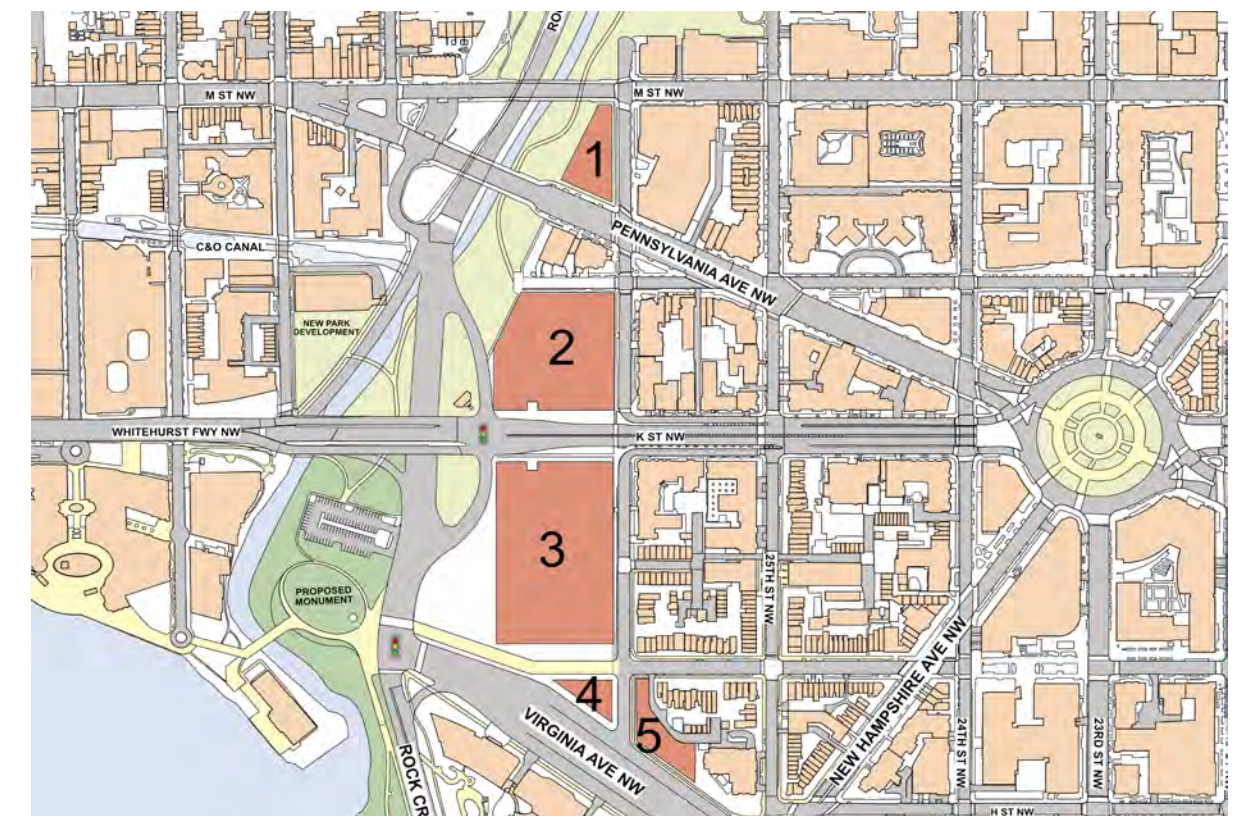 RO
M ST NW
M ST NW
1
C&O CANAL
PENNSYLVANIA AVE NW
NEW PARK
DEVELOPMENT
2
WHITEHURST FWY NW
K ST NW
3
25TH ST NW
PROPOSED
MONUMENT
4
5
VIRGINIA AVE NW
NEW HAMPSHIRE AVE NW
ROCK CR
24TH ST NW
23RD ST NW
H ST NW